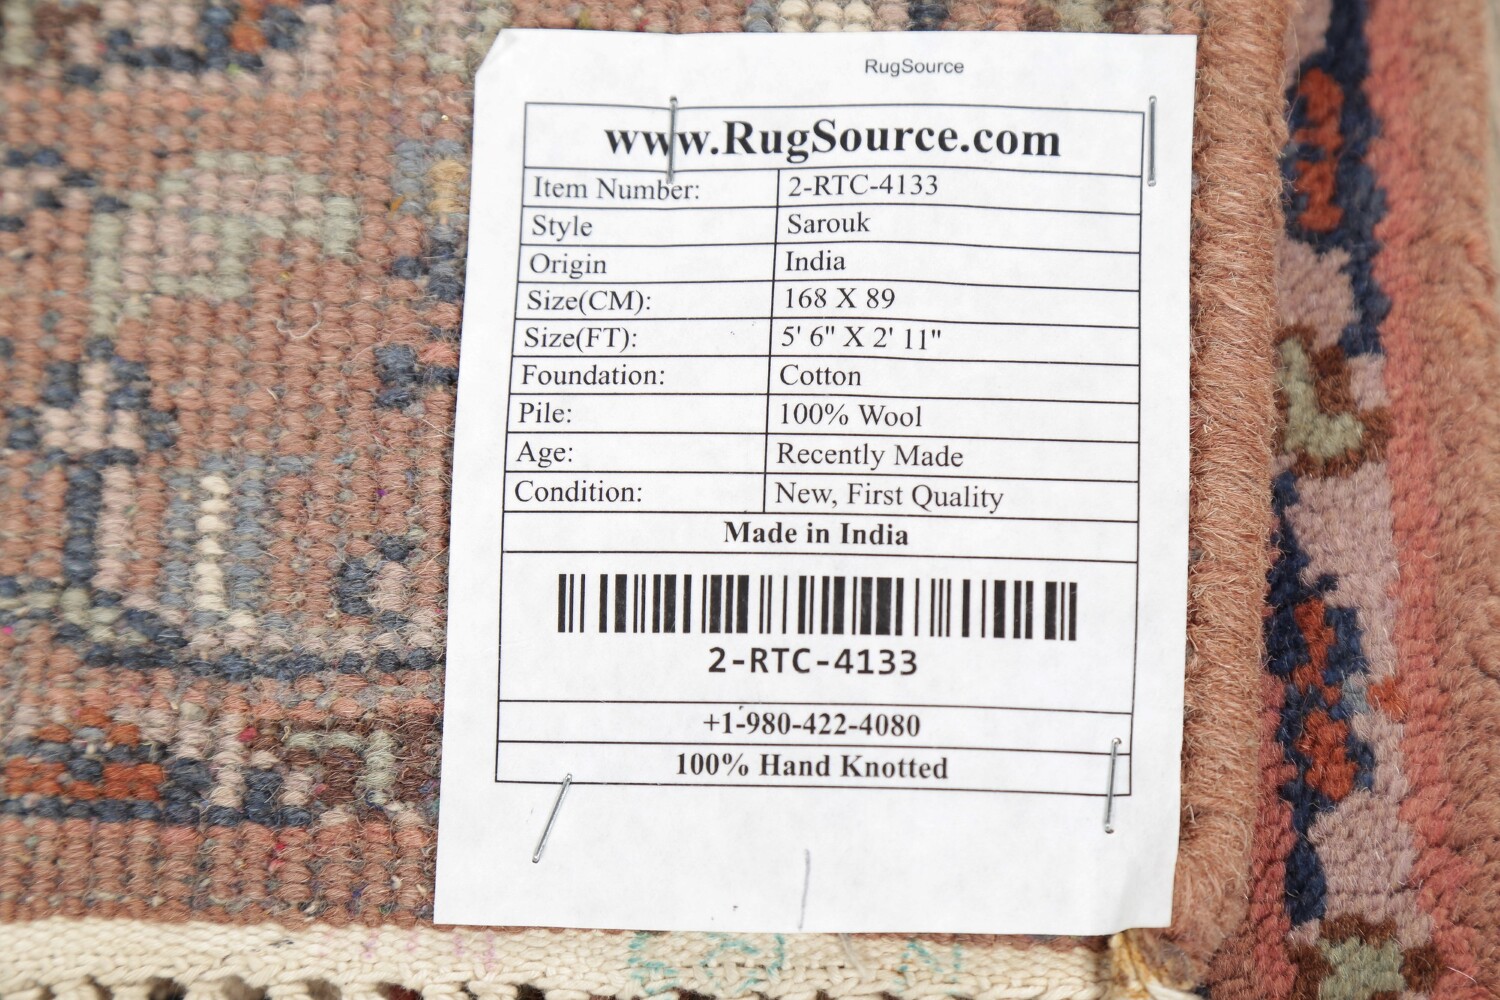 RugSource
www.RugSource.com
Item Number: 2-RTC-4133
Style Sarouk
Origin India
Size(CM): 168 X 89
Size(FT): 5' 6" X 2' 11"
Foundation: Cotton
Pile: 100% Wool
Age: Recently Made
Condition: New, First Quality
Made in India
2-RTC-4133
+1-980-422-4080
100% Hand Knotted